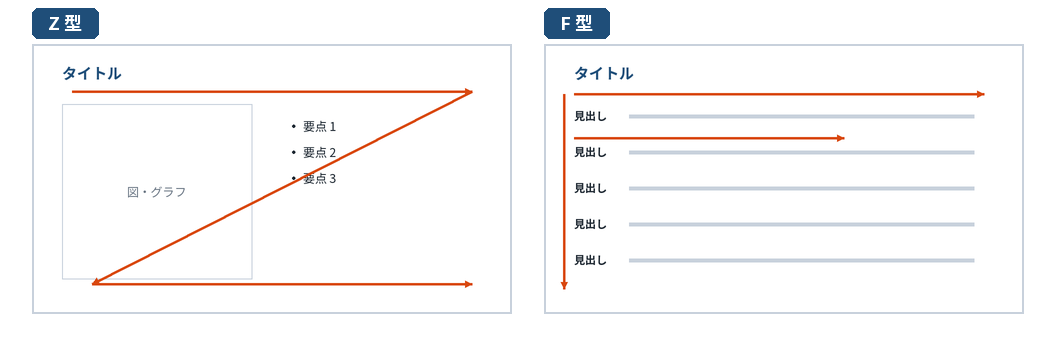 Z 型
タイトル
図・グラフ
• 要点 1
• 要点 2
• 要点 3
F 型
タイトル
見出し
見出し
見出し
見出し
見出し